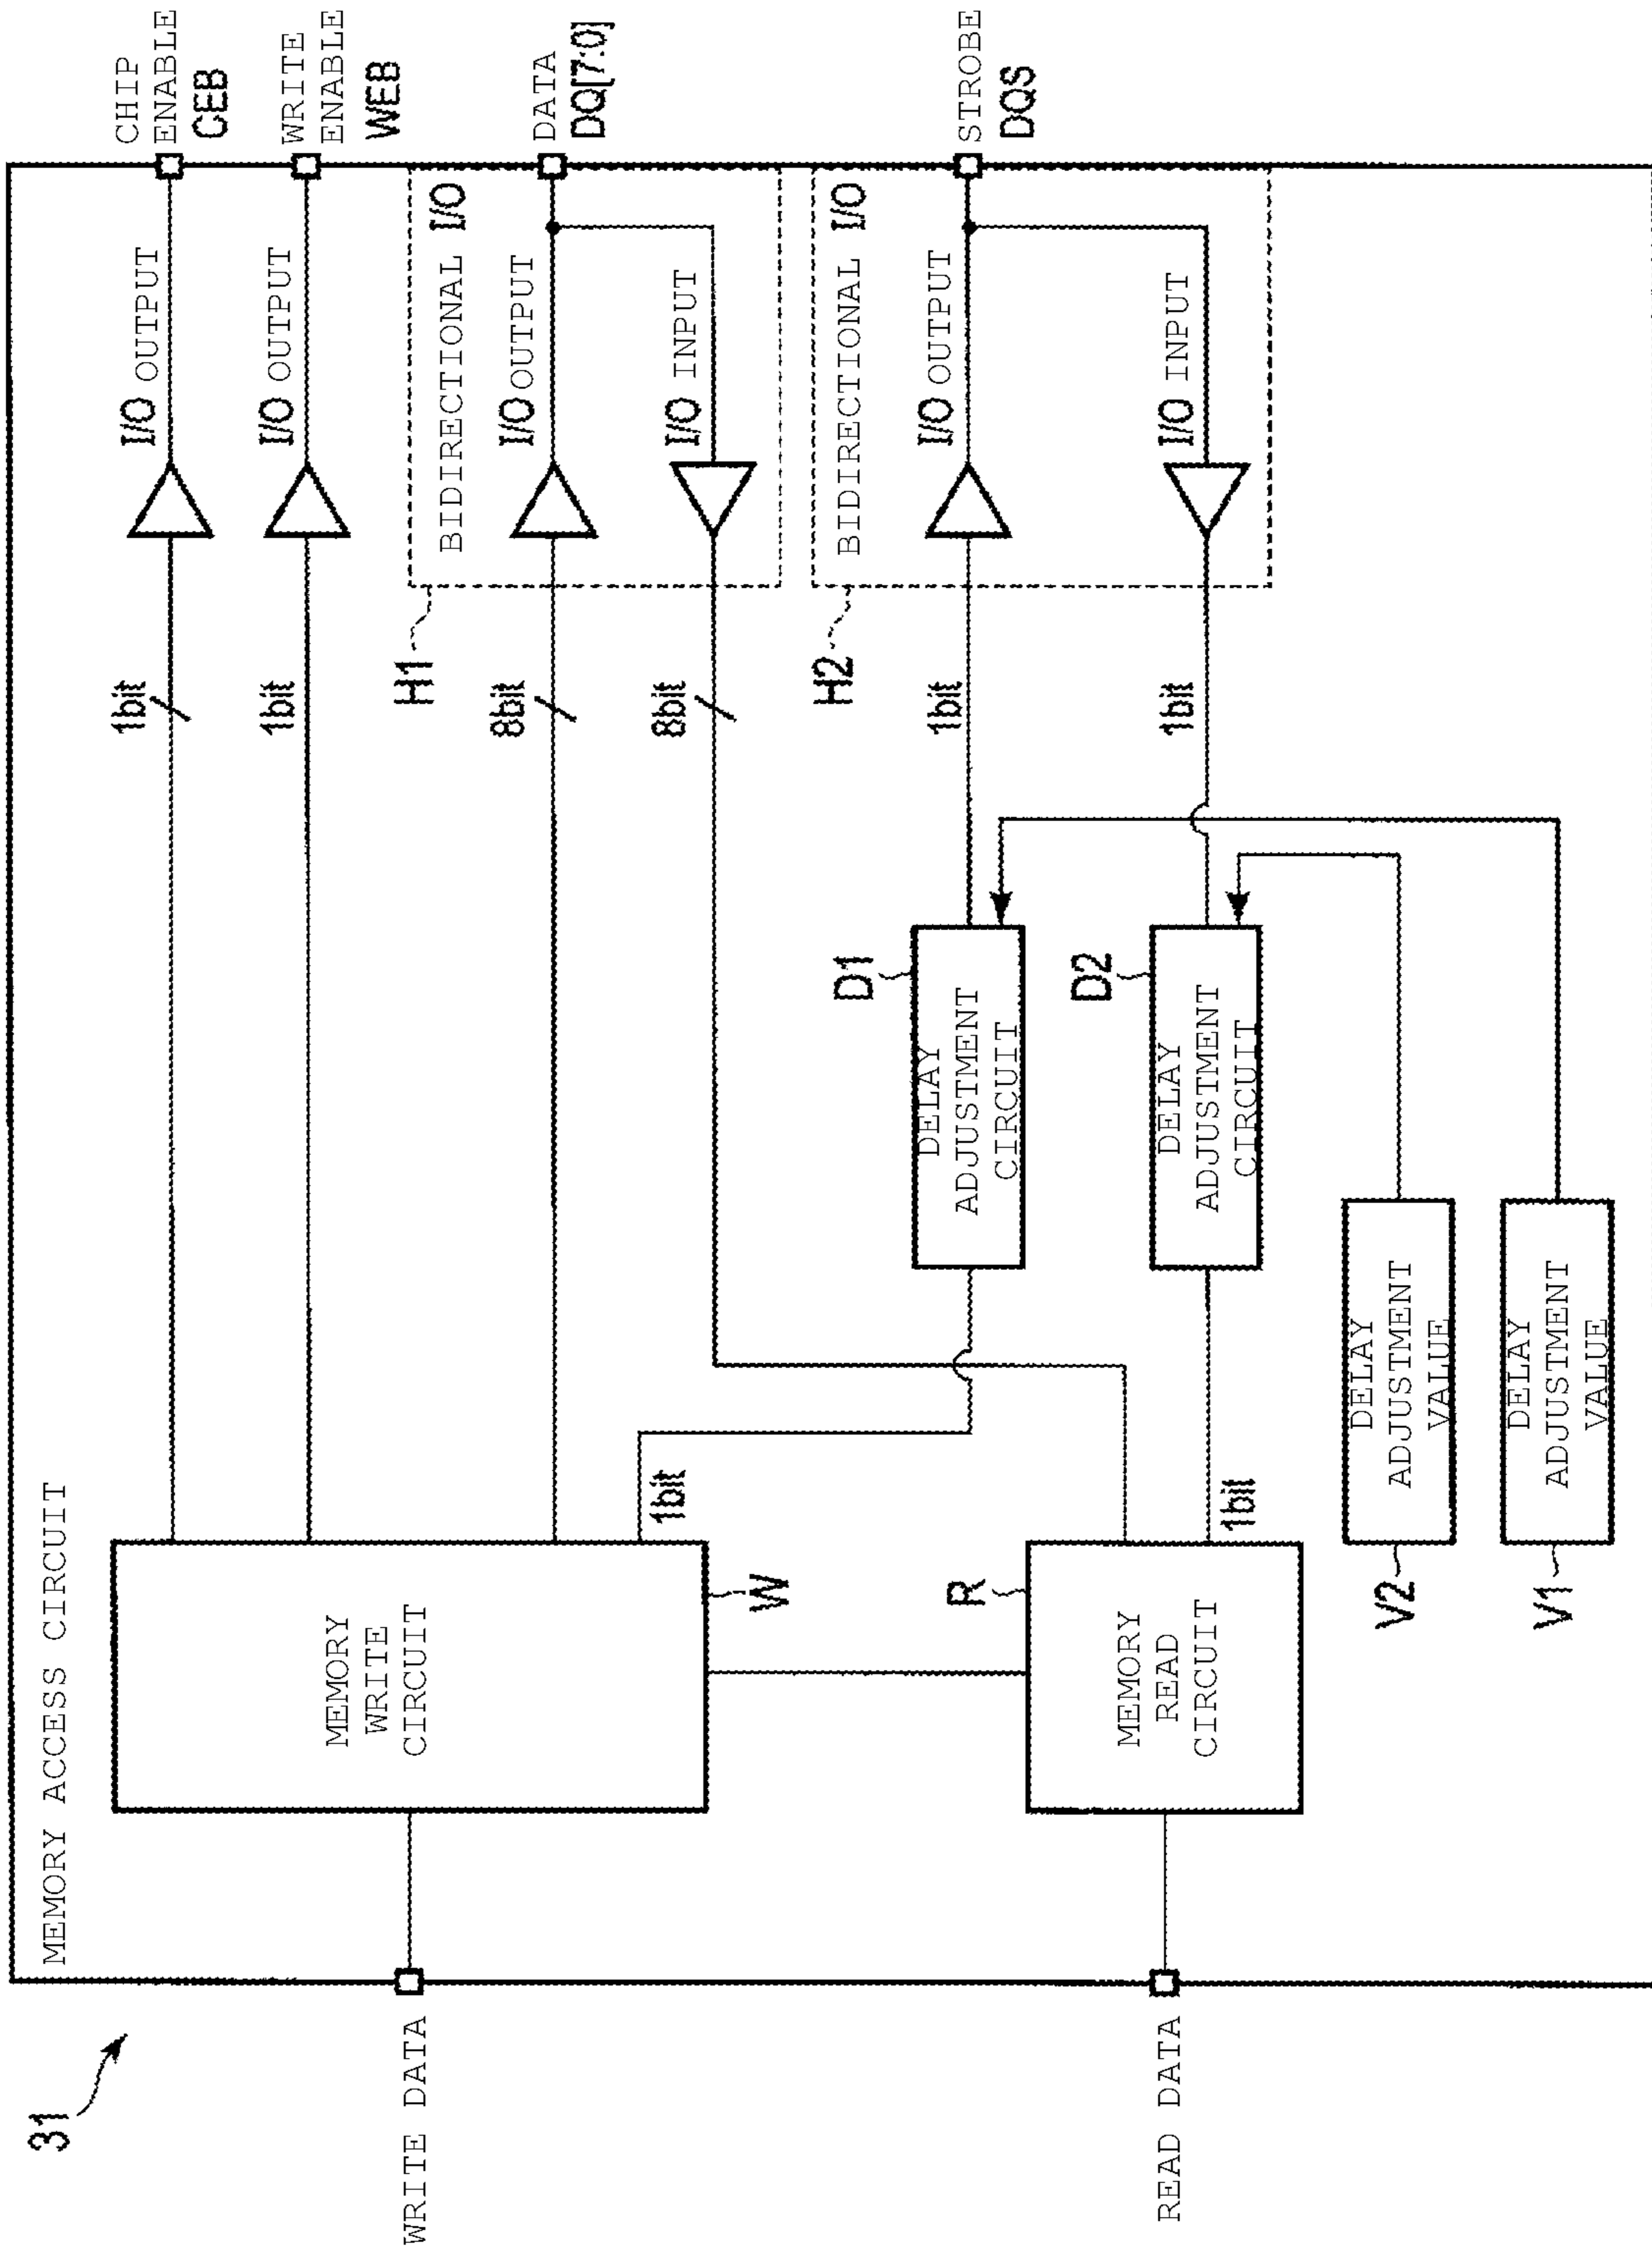 31
MEMORY ACCESS CIRCUIT
WRITE DATA
READ DATA
MEMORY
WRITE
CIRCUIT
W
MEMORY
READ
CIRCUIT
R
1bit
1bit
1bit
1bit
8bit
8bit
1bit
1bit
I/O OUTPUT
I/O OUTPUT
H1
BIDIRECTIONAL I/O
I/O OUTPUT
I/O INPUT
H2
BIDIRECTIONAL I/O
I/O OUTPUT
I/O INPUT
D1
DELAY
ADJUSTMENT
CIRCUIT
D2
DELAY
ADJUSTMENT
CIRCUIT
V2
DELAY
ADJUSTMENT
VALUE
V1
DELAY
ADJUSTMENT
VALUE
CHIP
ENABLE
CEB
WRITE
ENABLE
WEB
DATA
DQ[7:0]
STROBE
DQS